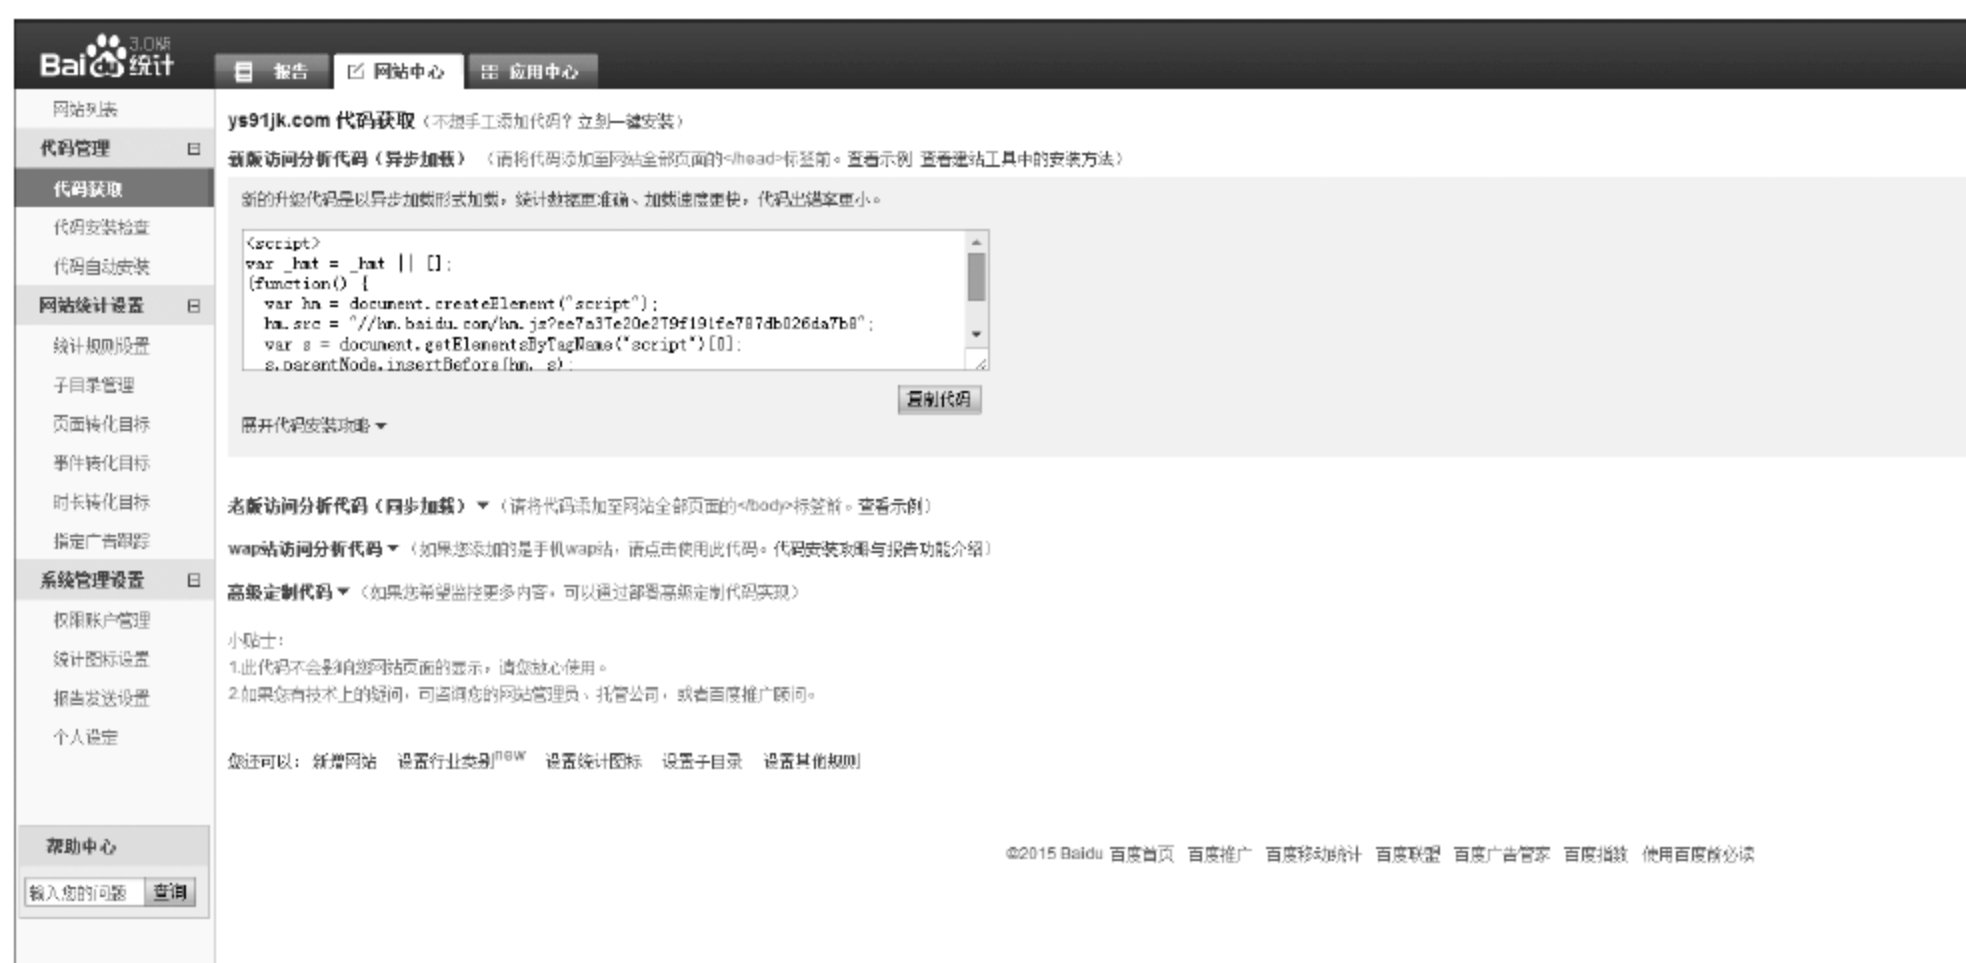 Bai du 统计 3.0版
报告 网站中心 应用中心
网站列表
代码管理
代码获取
代码安装检查
代码自动安装
网站统计设置
统计规则设置
子目录管理
页面转化目标
事件转化目标
时长转化目标
指定广告跟踪
系统管理设置
权限账户管理
统计图标设置
报告发送设置
个人设定
帮助中心
输入您的问题 查询
ys91jk.com 代码获取（不想手工添加代码？立刻一键安装）
新版访问分析代码（异步加载）（请将代码添加至网站全部页面的</head>标签前。查看示例 查看建站工具中的安装方法）
新的升级代码是以异步加载形式加载，统计数据更准确、加载速度更快，代码出错率更小。
<script>
var _hmt = _hmt || [];
(function() {
var hm = document.createElement("script");
hm.src = "//hm.baidu.com/hm.js?ee7a37e20e279f191fe787db026da7b8";
var s = document.getElementsByTagName("script")[0];
s.parentNode.insertBefore(hm, s);
复制代码
展开代码安装攻略
老版访问分析代码（同步加载）（请将代码添加至网站全部页面的</body>标签前。查看示例）
wap站访问分析代码（如果您添加的是手机wap站，请点击使用此代码。代码安装攻略与报告功能介绍）
高级定制代码（如果您希望监控更多内容，可以通过部署高级定制代码实现）
小贴士：
1.此代码不会影响您网站页面的显示，请您放心使用。
2.如果您有技术上的疑问，可咨询您的网站管理员、托管公司，或者百度推广顾问。
您还可以： 新增网站 设置行业类别new 设置统计图标 设置子目录 设置其他规则
©2015 Baidu 百度首页 百度推广 百度移动统计 百度联盟 百度广告管家 百度指数 使用百度前必读